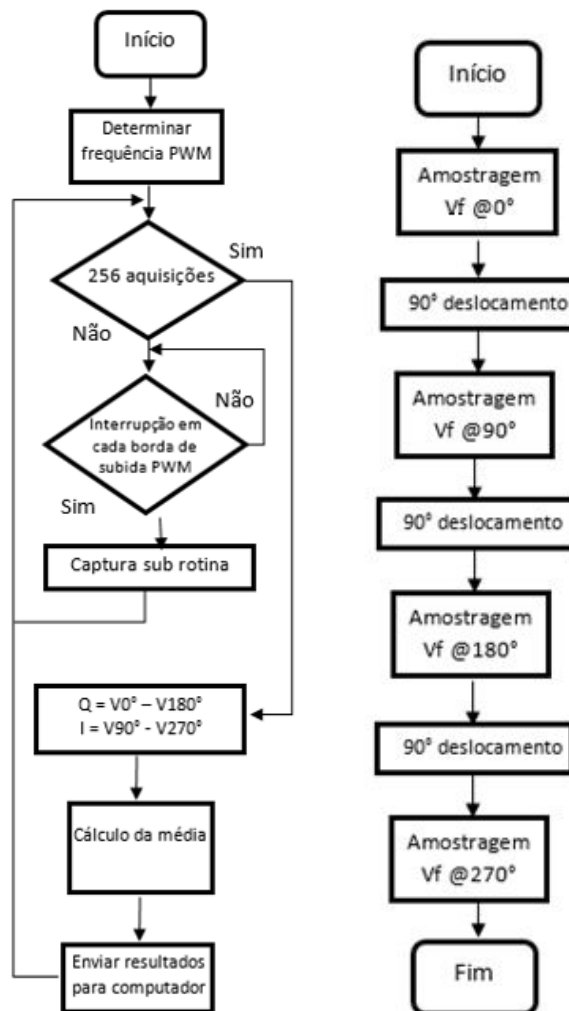 Início
Determinar
frequência PWM
Sim
256 aquisições
Não
Não
Interrupção em
cada borda de
subida PWM
Sim
Captura sub rotina
Q = V0° – V180°
I = V90° - V270°
Cálculo da média
Enviar resultados
para computador
Início
Amostragem
Vf @0°
90° deslocamento
Amostragem
Vf @90°
90° deslocamento
Amostragem
Vf @180°
90° deslocamento
Amostragem
Vf @270°
Fim